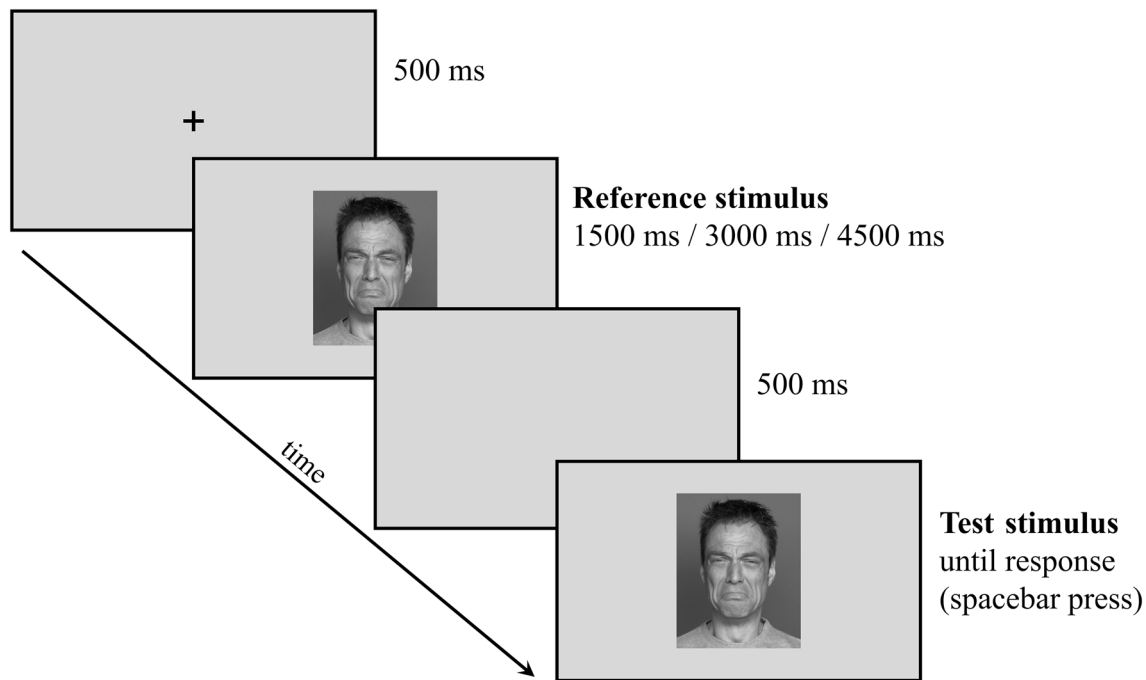 500 ms
+
Reference stimulus
1500 ms / 3000 ms / 4500 ms
500 ms
time
Test stimulus
until response
(spacebar press)